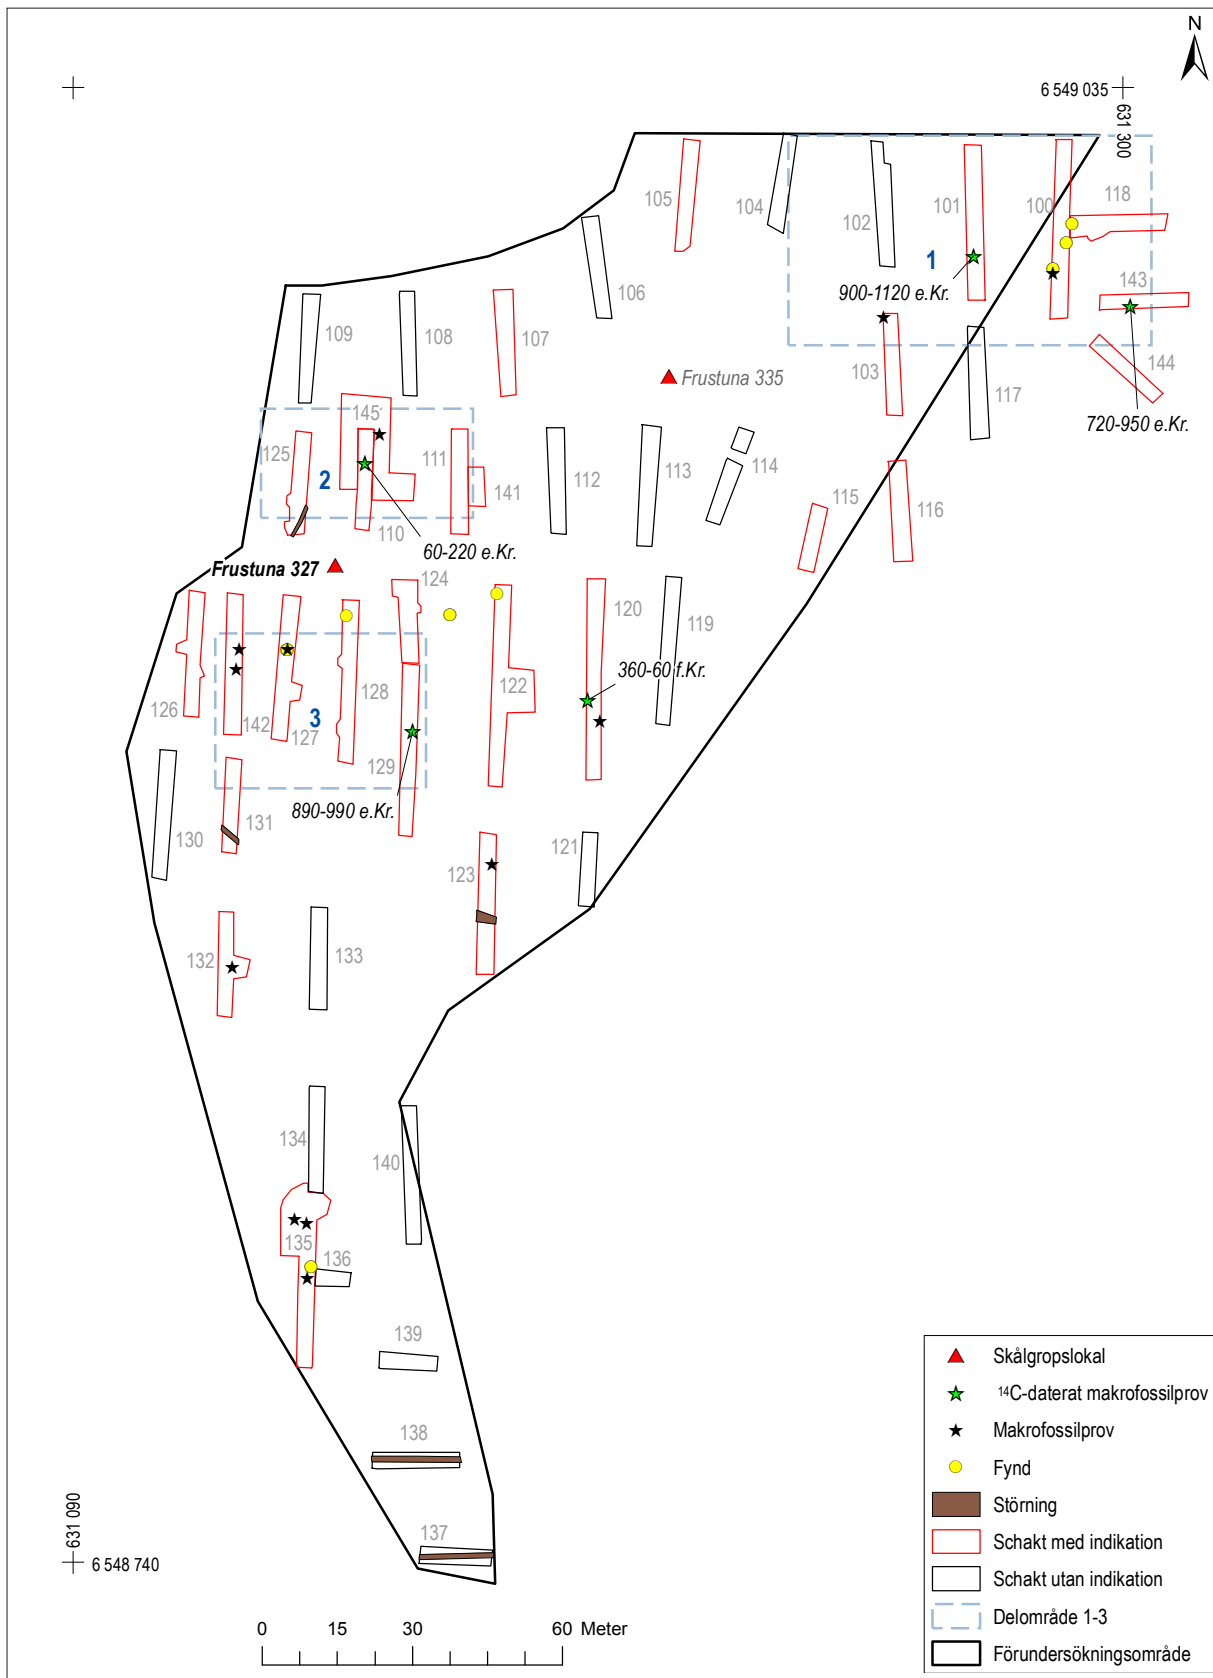 N
6 549 035
631 300
105
104
102
101
100
118
1
106
900-1120 e.Kr.
143
109
108
107
103
117
144
Frustuna 335
720-950 e.Kr.
145
125
2
111
141
112
113
114
115
116
110
60-220 e.Kr.
Frustuna 327
124
120
119
360-60 f.Kr.
126
142
127
3
128
122
129
890-990 e.Kr.
130
131
121
123
132
133
134
140
135
136
139
138
137
631 090
6 548 740
0 15 30 60 Meter
Skålgropslokal
¹⁴C-daterat makrofossilprov
Makrofossilprov
Fynd
Störning
Schakt med indikation
Schakt utan indikation
Delområde 1-3
Förundersökningsområde